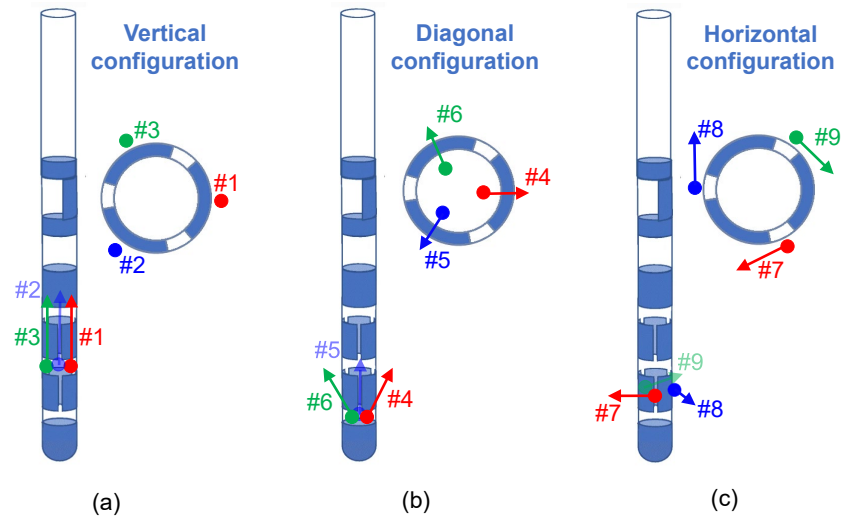 Vertical
configuration
#3
#1
#2
#2
#3
#1
(a)
Diagonal
configuration
#6
#4
#5
#5
#6
#4
(b)
Horizontal
configuration
#8
#9
#7
#9
#7
#8
(c)